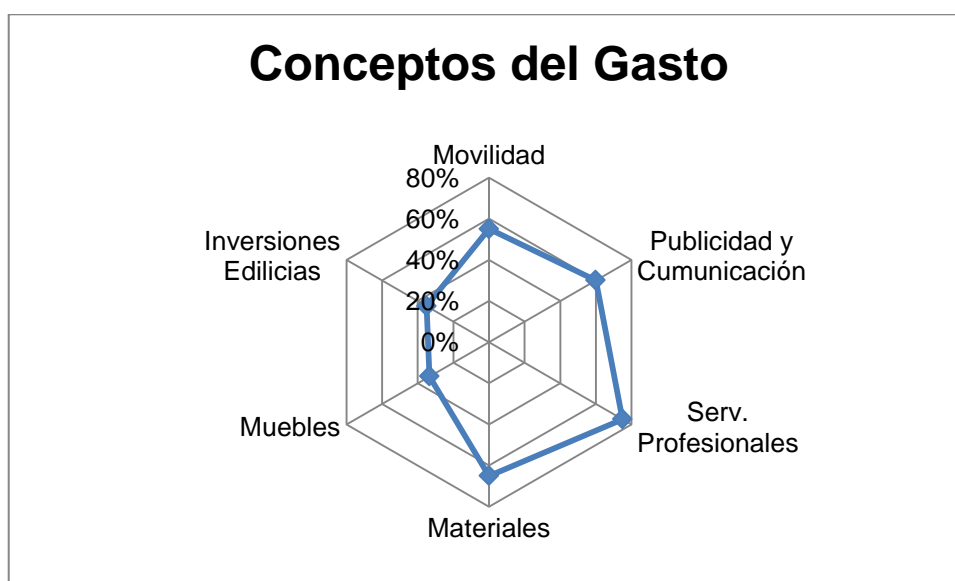 Conceptos del Gasto
Movilidad
80%
60%
40%
20%
0%
Publicidad y
Cumunicación
Serv.
Profesionales
Materiales
Muebles
Inversiones
Edilicias